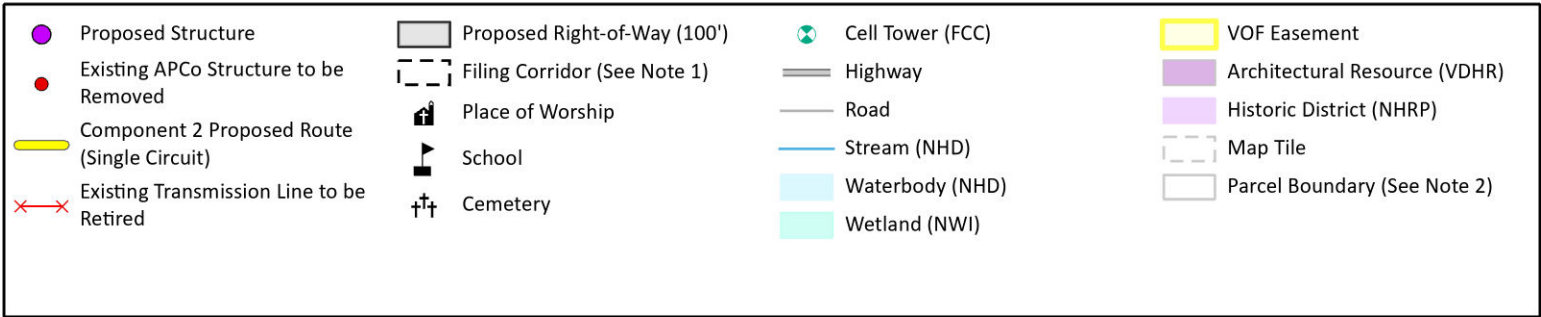 Proposed Structure
Existing APCo Structure to be
Removed
Component 2 Proposed Route
(Single Circuit)
Existing Transmission Line to be
Retired
Proposed Right-of-Way (100')
Filing Corridor (See Note 1)
Place of Worship
School
Cemetery
Cell Tower (FCC)
Highway
Road
Stream (NHD)
Waterbody (NHD)
Wetland (NWI)
VOF Easement
Architectural Resource (VDHR)
Historic District (NHRP)
Map Tile
Parcel Boundary (See Note 2)